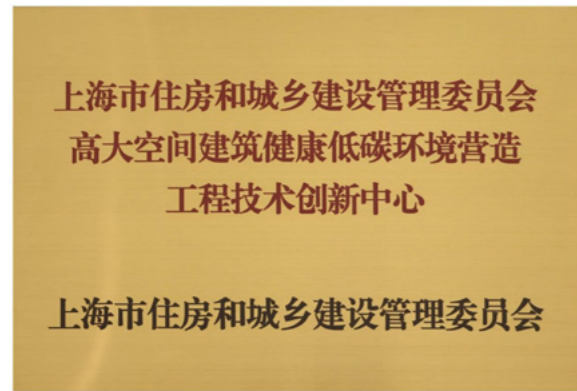 上海市住房和城乡建设管理委员会
高大空间建筑健康低碳环境营造
工程技术创新中心
上海市住房和城乡建设管理委员会